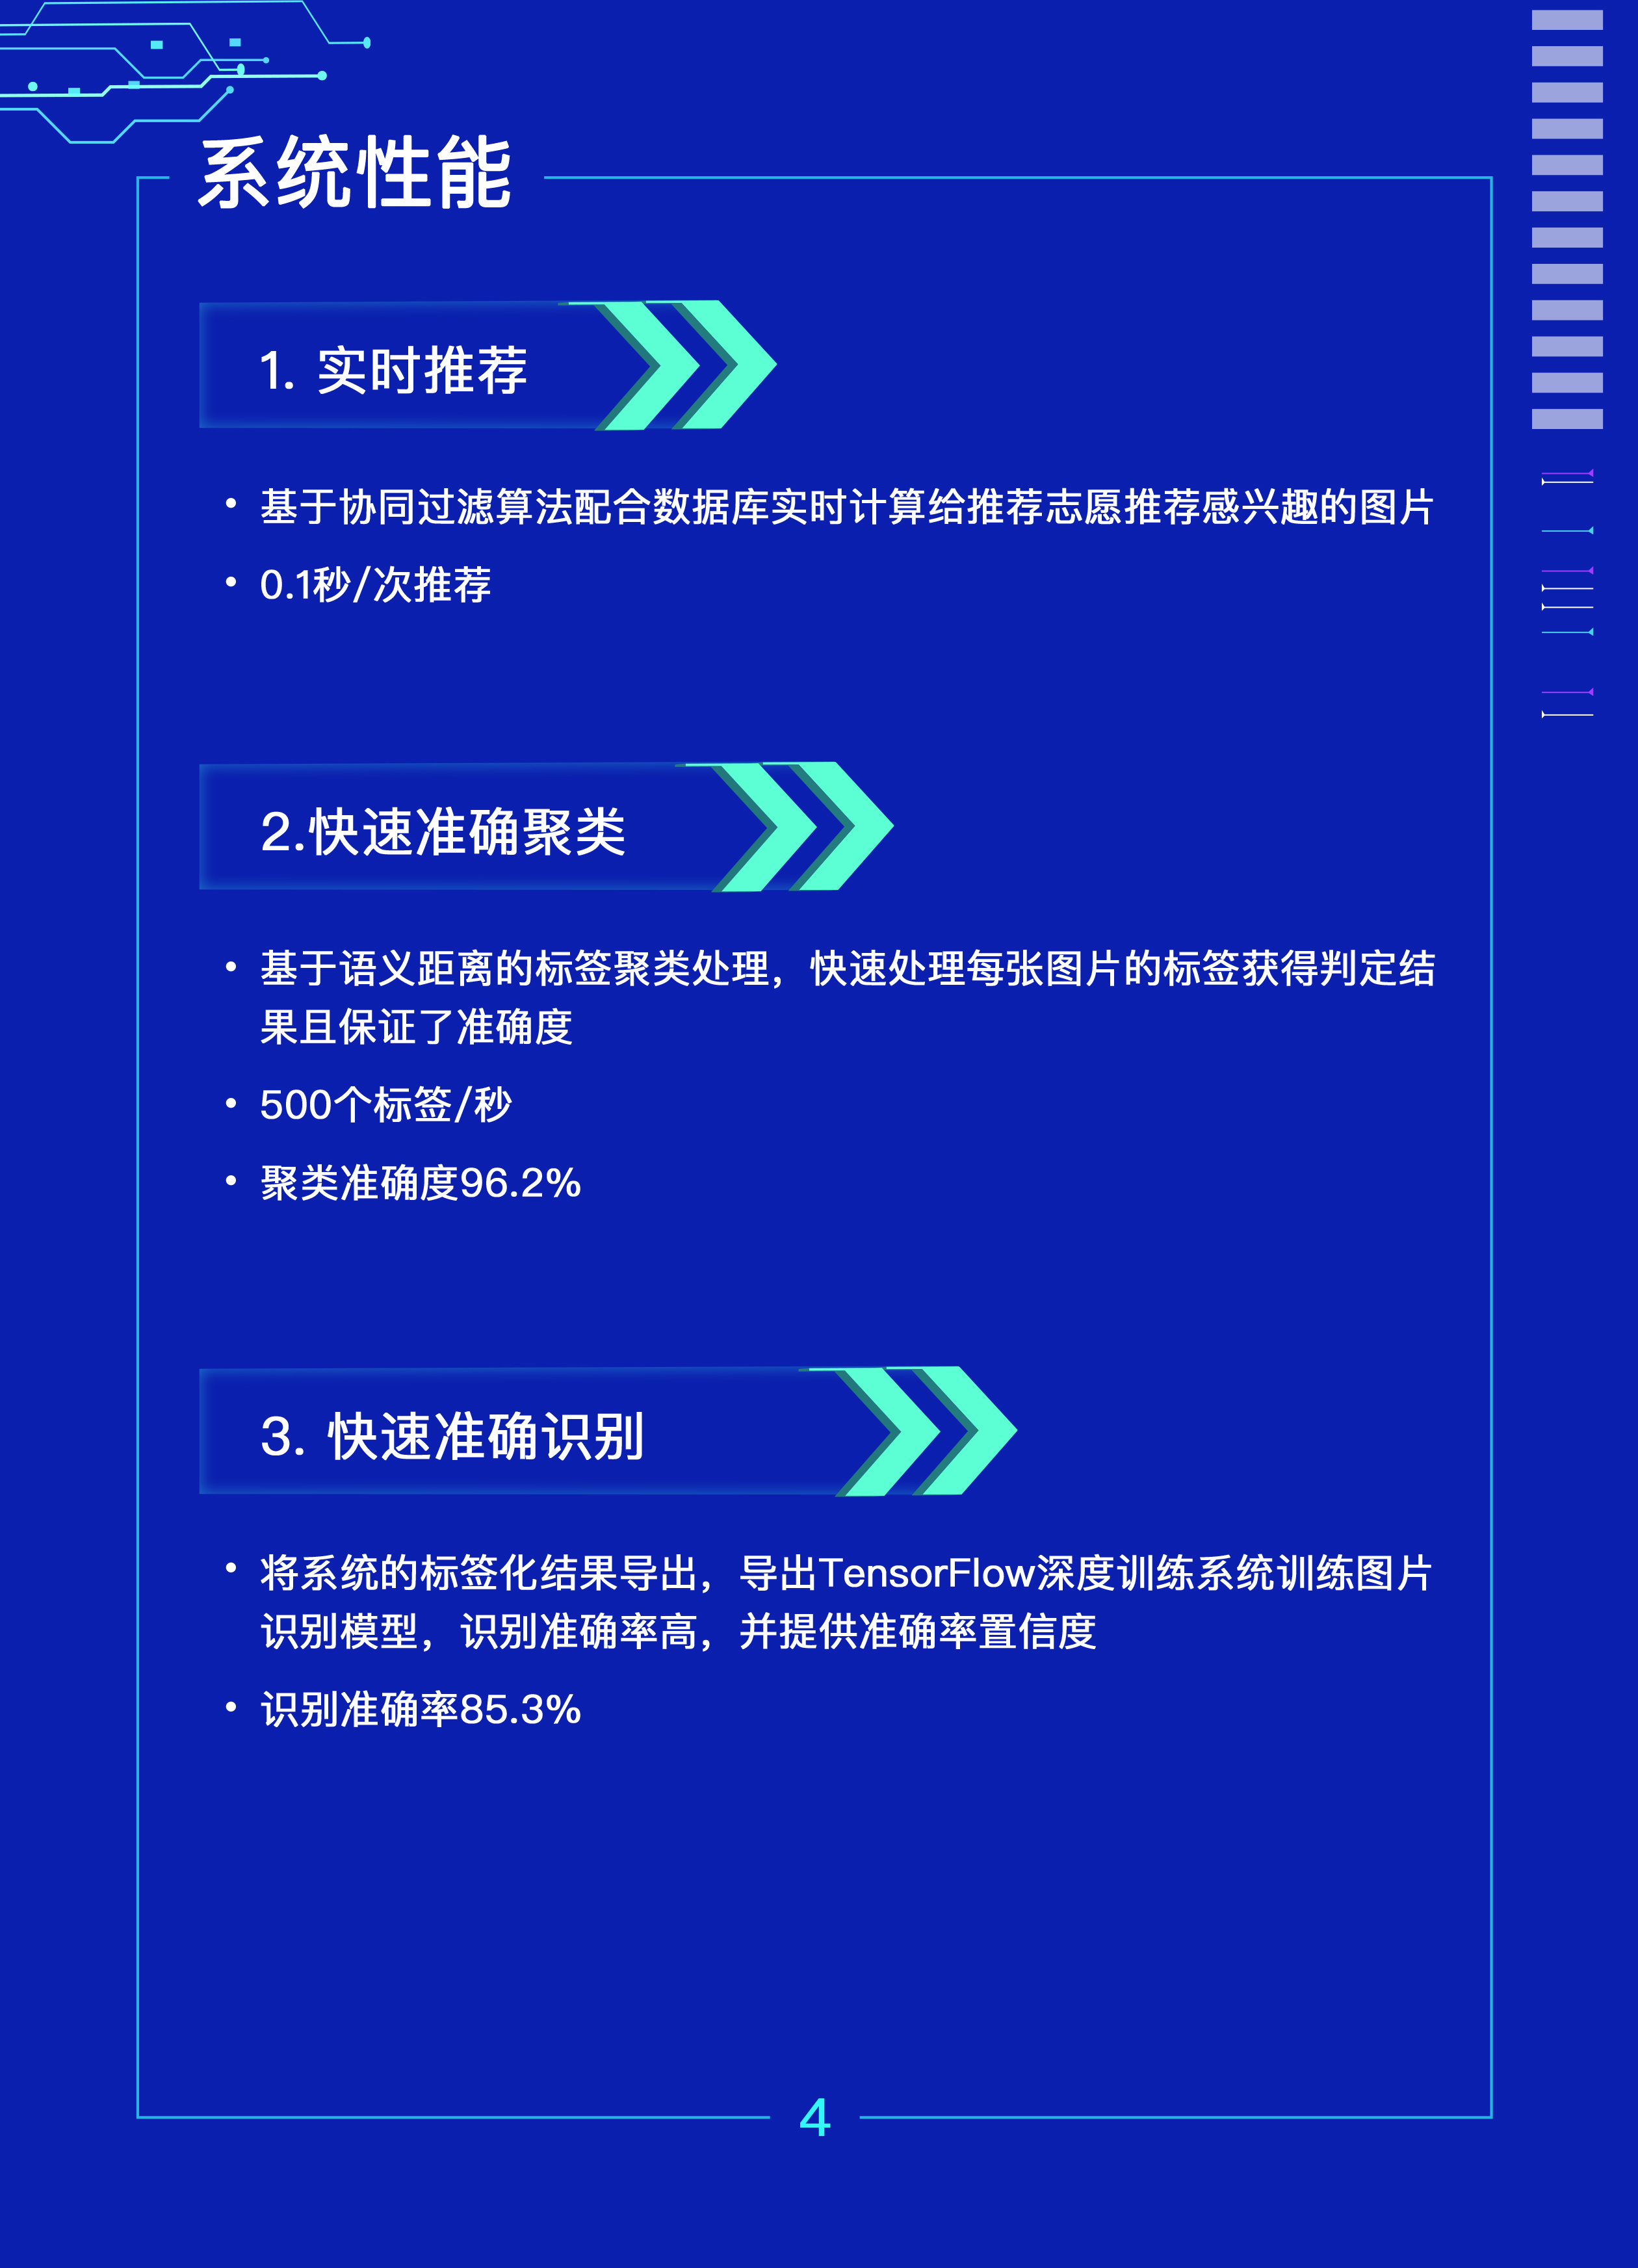 系统性能
1. 实时推荐
• 基于协同过滤算法配合数据库实时计算给推荐志愿推荐感兴趣的图片
• 0.1秒/次推荐
2.快速准确聚类
• 基于语义距离的标签聚类处理，快速处理每张图片的标签获得判定结
果且保证了准确度
• 500个标签/秒
• 聚类准确度96.2%
3. 快速准确识别
• 将系统的标签化结果导出，导出TensorFlow深度训练系统训练图片
识别模型，识别准确率高，并提供准确率置信度
• 识别准确率85.3%
4